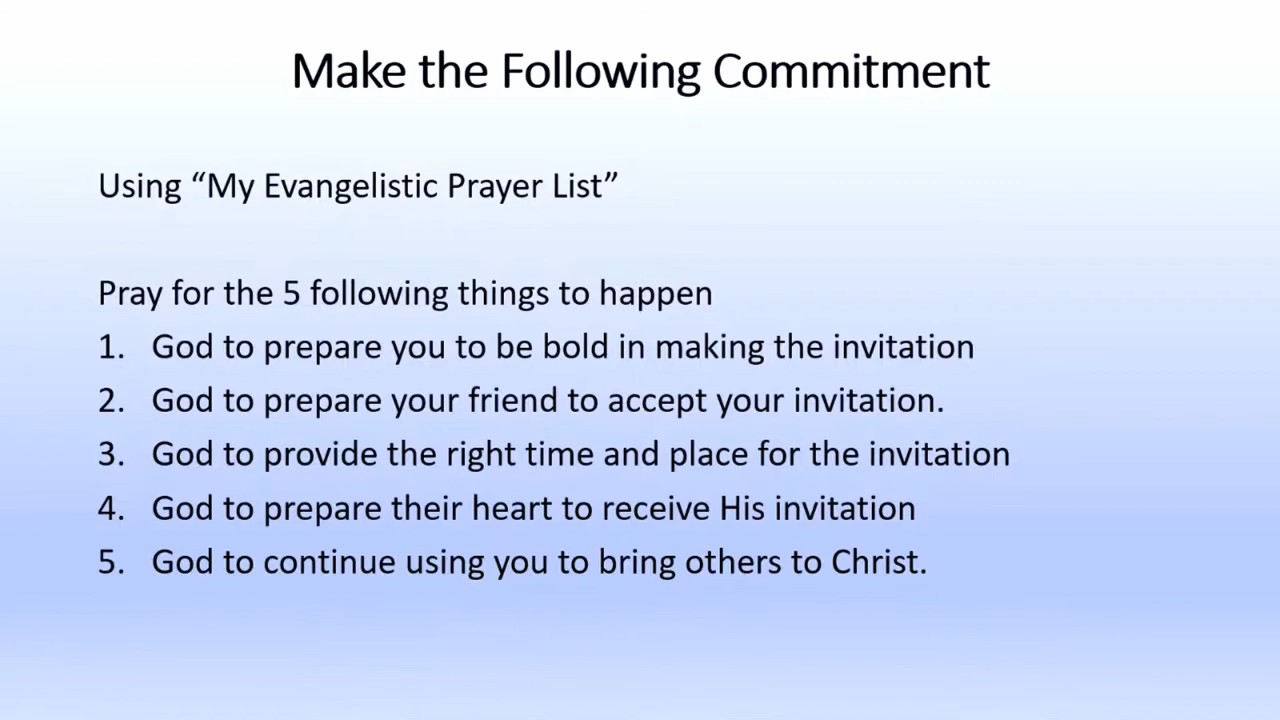 Make the Following Commitment
Using “My Evangelistic Prayer List”
Pray for the 5 following things to happen
1. God to prepare you to be bold in making the invitation
2. God to prepare your friend to accept your invitation.
3. God to provide the right time and place for the invitation
4. God to prepare their heart to receive His invitation
5. God to continue using you to bring others to Christ.